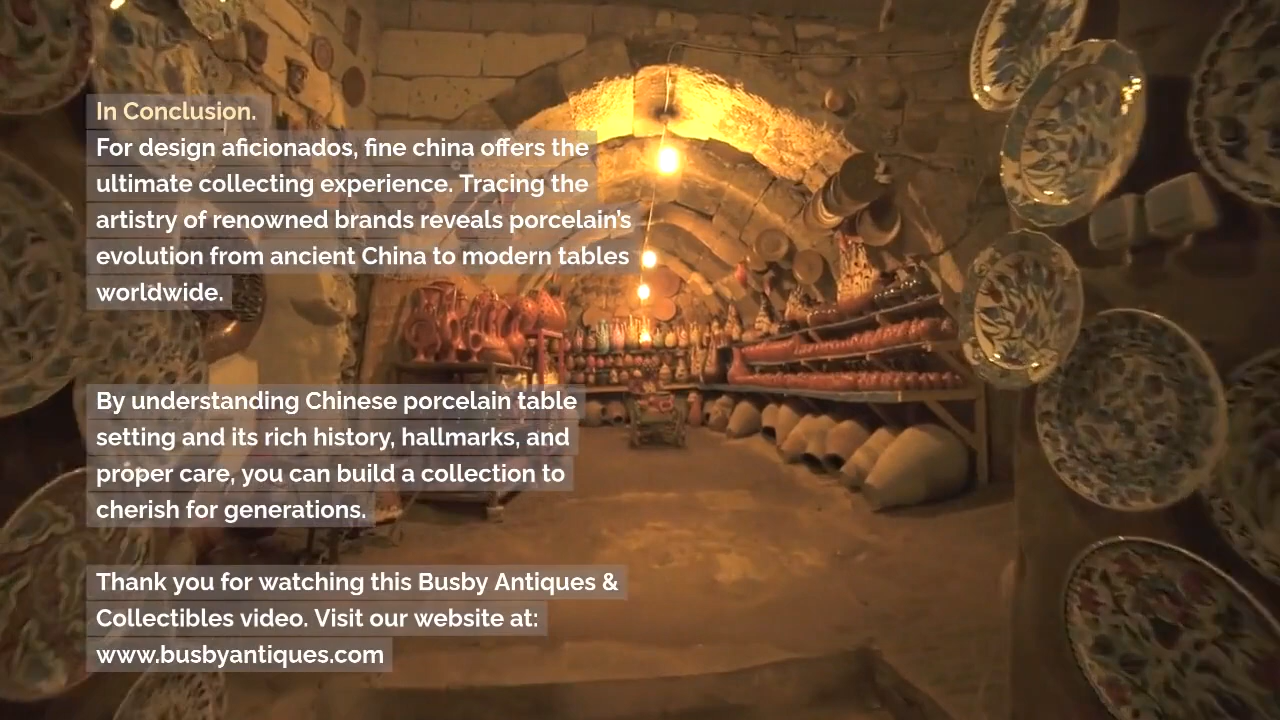 In Conclusion.
For design aficionados, fine china offers the
ultimate collecting experience. Tracing the
artistry of renowned brands reveals porcelain's
evolution from ancient China to modern tables
worldwide.
By understanding Chinese porcelain table
setting and its rich history, hallmarks, and
proper care, you can build a collection to
cherish for generations.
Thank you for watching this Busby Antiques &
Collectibles video. Visit our website at:
www.busbyantiques.com